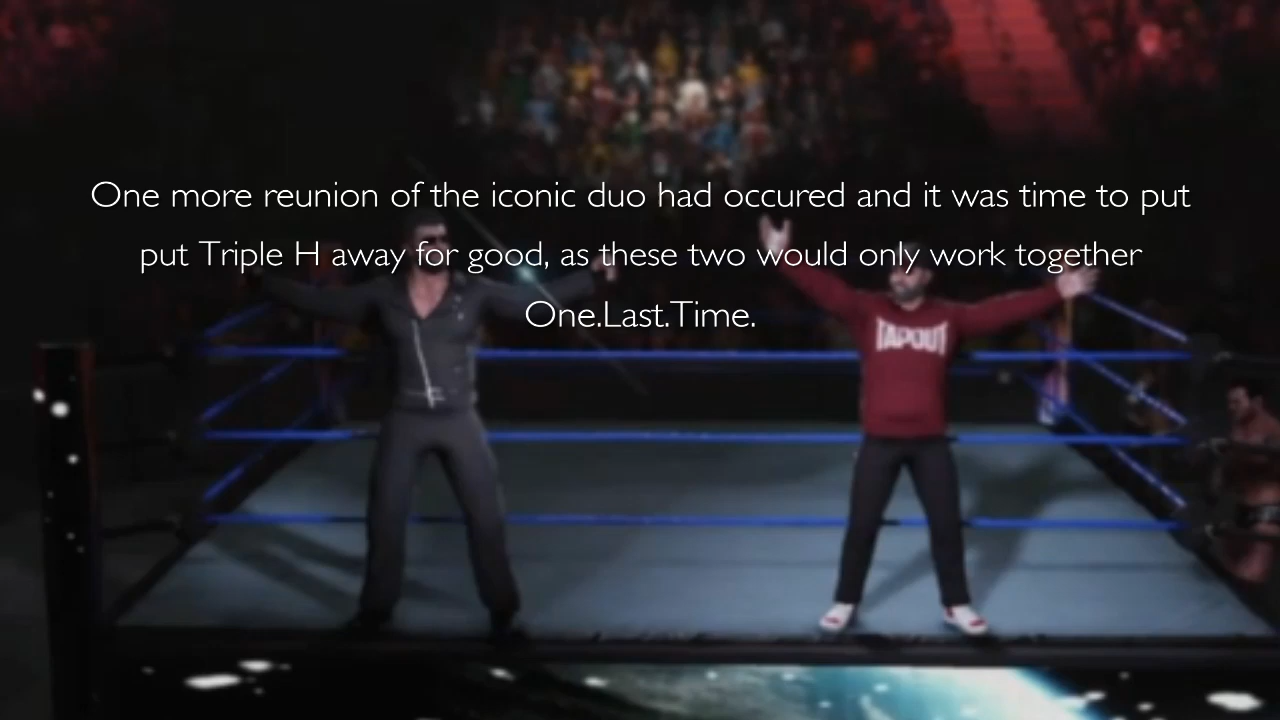 One more reunion of the iconic duo had occured and it was time to put
put Triple H away for good, as these two would only work together
One.Last.Time.
TAPOUT